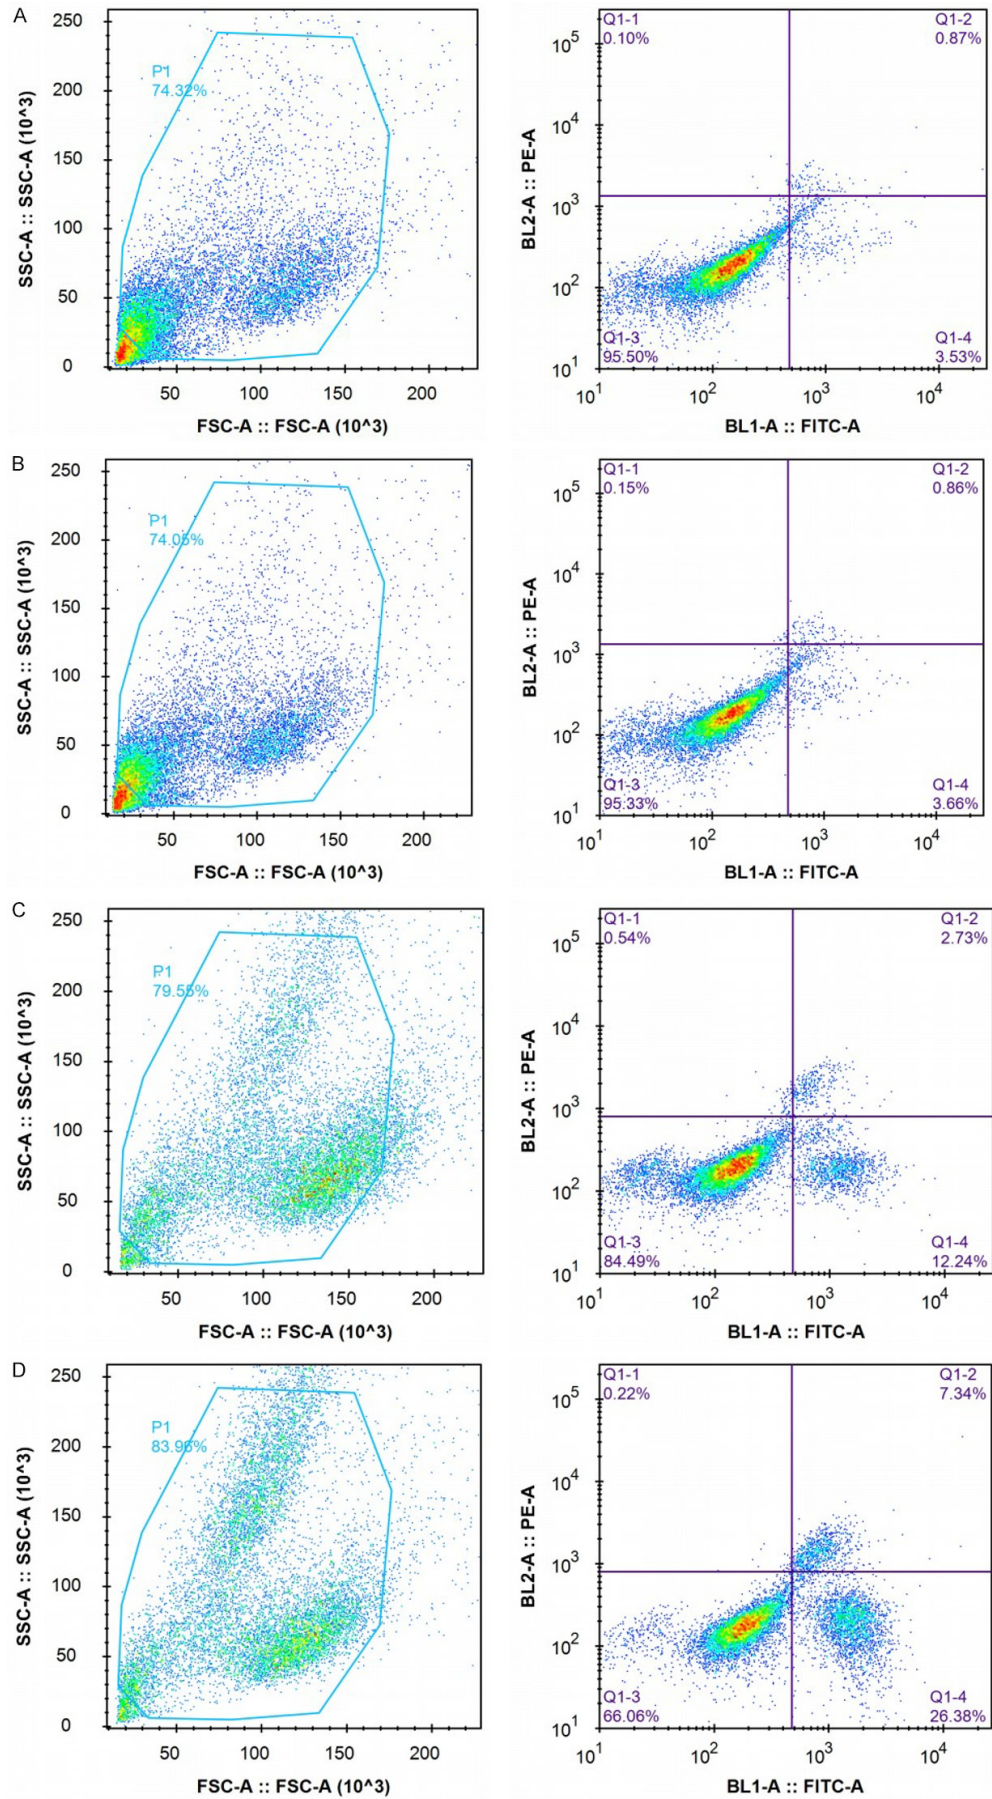 A
250
200
150
100
50
0
SSC-A :: SSC-A (10^3)
P1
74.32%
50
100
150
200
FSC-A :: FSC-A (10^3)
Q1-1
0.10%
Q1-2
0.87%
10^5
10^4
10^3
10^2
10^1
BL2-A :: PE-A
Q1-3
95.50%
Q1-4
3.53%
10^1
10^2
10^3
10^4
BL1-A :: FITC-A
B
250
200
150
100
50
0
SSC-A :: SSC-A (10^3)
P1
74.05%
50
100
150
200
FSC-A :: FSC-A (10^3)
Q1-1
0.15%
Q1-2
0.86%
10^5
10^4
10^3
10^2
10^1
BL2-A :: PE-A
Q1-3
95.33%
Q1-4
3.66%
10^1
10^2
10^3
10^4
BL1-A :: FITC-A
C
250
200
150
100
50
0
SSC-A :: SSC-A (10^3)
P1
79.55%
50
100
150
200
FSC-A :: FSC-A (10^3)
Q1-1
0.54%
Q1-2
2.73%
10^5
10^4
10^3
10^2
10^1
BL2-A :: PE-A
Q1-3
84.49%
Q1-4
12.24%
10^1
10^2
10^3
10^4
BL1-A :: FITC-A
D
250
200
150
100
50
0
SSC-A :: SSC-A (10^3)
P1
83.96%
50
100
150
200
FSC-A :: FSC-A (10^3)
Q1-1
0.22%
Q1-2
7.34%
10^5
10^4
10^3
10^2
10^1
BL2-A :: PE-A
Q1-3
66.06%
Q1-4
26.38%
10^1
10^2
10^3
10^4
BL1-A :: FITC-A